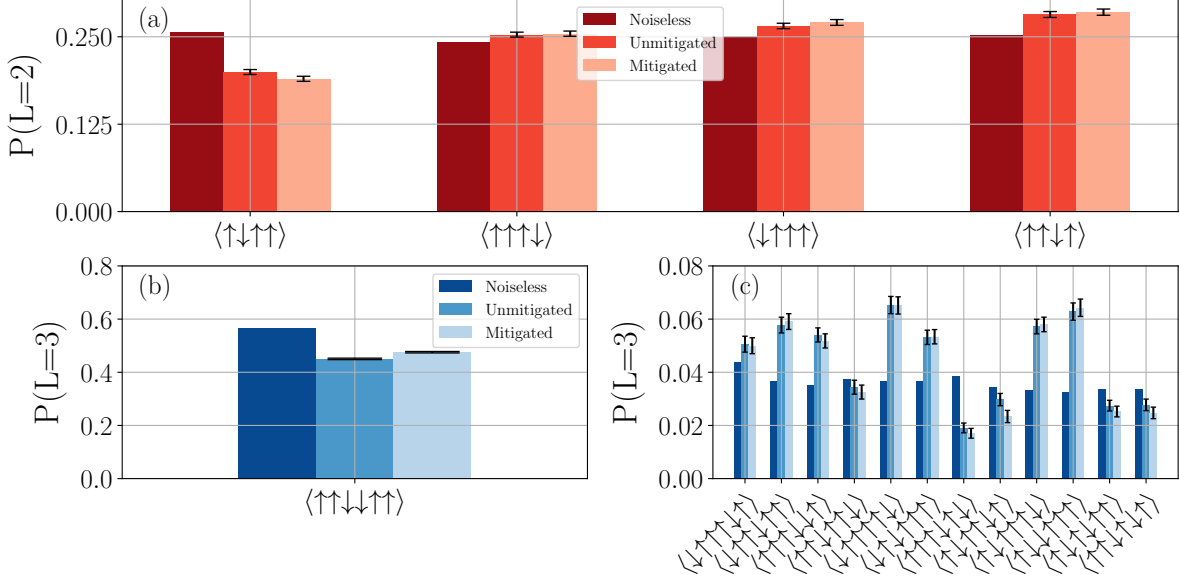 (a)
Noiseless
Unmitigated
Mitigated
P(L=2)
0.250
0.125
0.000
⟨↑↓↑↑⟩
⟨↑↑↑↓⟩
⟨↓↑↑↑⟩
⟨↑↑↓↑⟩
(b)
Noiseless
Unmitigated
Mitigated
P(L=3)
0.8
0.6
0.4
0.2
0.0
⟨↑↑↓↓↑↑⟩
(c)
P(L=3)
0.08
0.06
0.04
0.02
0.00